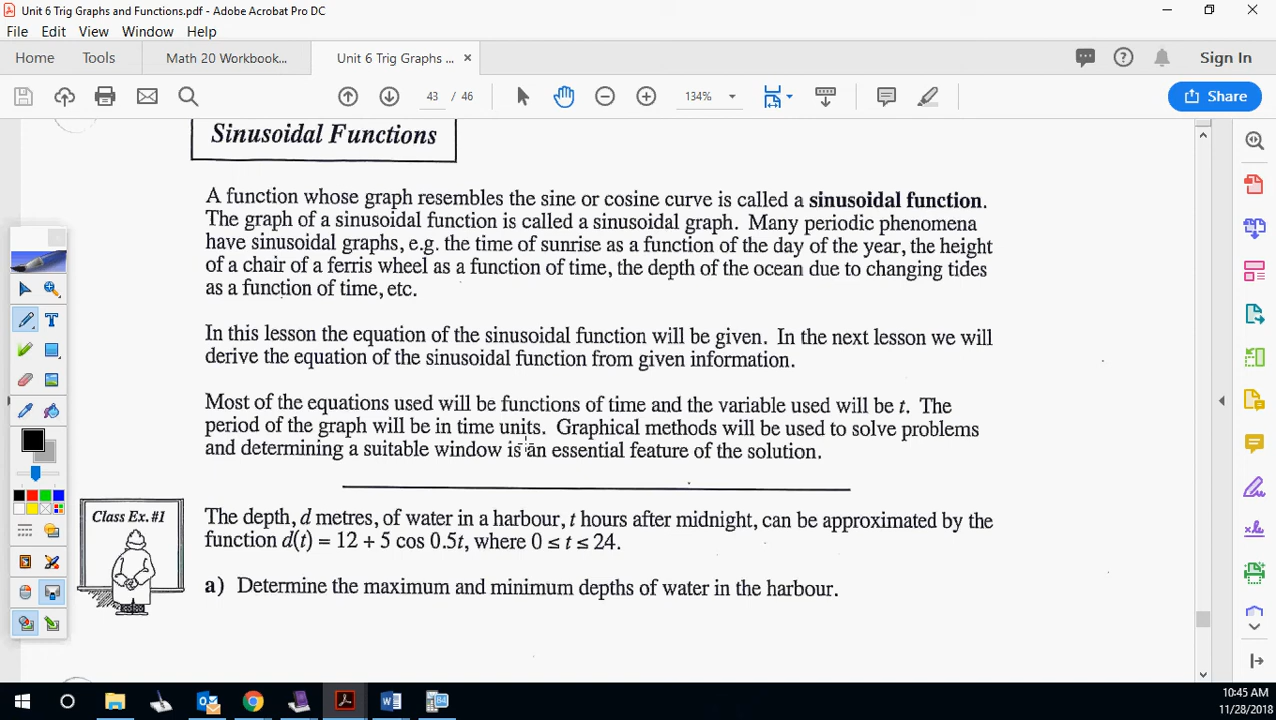 Unit 6 Trig Graphs and Functions.pdf - Adobe Acrobat Pro DC
File Edit View Window Help
Home Tools Math 20 Workbook... Unit 6 Trig Graphs ... × Sign In
43 / 46 134% Share
Sinusoidal Functions
A function whose graph resembles the sine or cosine curve is called a sinusoidal function.
The graph of a sinusoidal function is called a sinusoidal graph. Many periodic phenomena
have sinusoidal graphs, e.g. the time of sunrise as a function of the day of the year, the height
of a chair of a ferris wheel as a function of time, the depth of the ocean due to changing tides
as a function of time, etc.
In this lesson the equation of the sinusoidal function will be given. In the next lesson we will
derive the equation of the sinusoidal function from given information.
Most of the equations used will be functions of time and the variable used will be t. The
period of the graph will be in time units. Graphical methods will be used to solve problems
and determining a suitable window is an essential feature of the solution.
Class Ex. #1
The depth, d metres, of water in a harbour, t hours after midnight, can be approximated by the
function d(t) = 12 + 5 cos 0.5t, where 0 ≤ t ≤ 24.
a) Determine the maximum and minimum depths of water in the harbour.
10:45 AM
11/28/2018